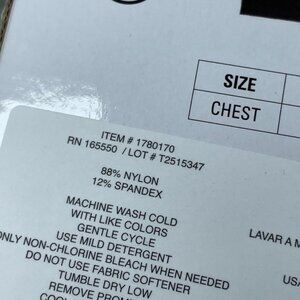 SIZE
CHEST
ITEM # 1780170
RN 165550 / LOT # T2515347
88% NYLON
12% SPANDEX
MACHINE WASH COLD
WITH LIKE COLORS
GENTLE CYCLE
USE MILD DETERGENT
ONLY NON-CHLORINE BLEACH WHEN NEEDED
DO NOT USE FABRIC SOFTENER
TUMBLE DRY LOW
REMOVE
LAVAR A